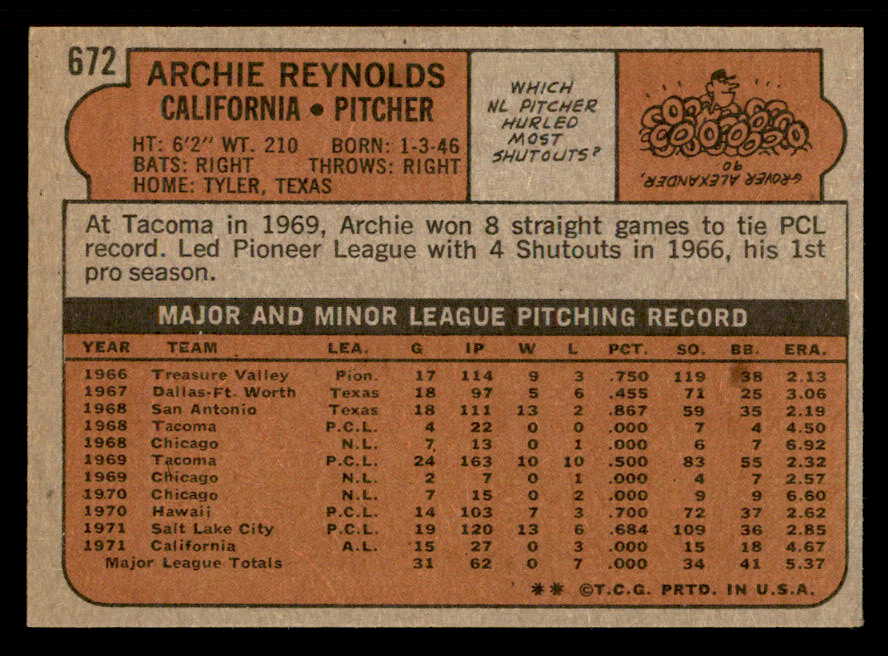 672
ARCHIE REYNOLDS
CALIFORNIA • PITCHER
HT: 6'2" WT. 210 BORN: 1-3-46
BATS: RIGHT THROWS: RIGHT
HOME: TYLER, TEXAS
WHICH
NL PITCHER
HURLED
MOST
SHUTOUTS?
GROVER ALEXANDER,
90
At Tacoma in 1969, Archie won 8 straight games to tie PCL
record. Led Pioneer League with 4 Shutouts in 1966, his 1st
pro season.
MAJOR AND MINOR LEAGUE PITCHING RECORD
YEAR TEAM LEA. G IP W L PCT. SO. BB. ERA.
1966 Treasure Valley Pion. 17 114 9 3 .750 119 38 2.13
1967 Dallas-Ft. Worth Texas 18 97 5 6 .455 71 25 3.06
1968 San Antonio Texas 18 111 13 2 .867 59 35 2.19
1968 Tacoma P.C.L. 4 22 0 0 .000 7 4 4.50
1968 Chicago N.L. 7 13 0 1 .000 6 7 6.92
1969 Tacoma P.C.L. 24 163 10 10 .500 83 55 2.32
1969 Chicago N.L. 2 7 0 1 .000 4 7 2.57
1970 Chicago N.L. 7 15 0 2 .000 9 9 6.60
1970 Hawaii P.C.L. 14 103 7 3 .700 72 37 2.62
1971 Salt Lake City P.C.L. 19 120 13 6 .684 109 36 2.85
1971 California A.L. 15 27 0 3 .000 15 18 4.67
Major League Totals 31 62 0 7 .000 34 41 5.37
** ©T.C.G. PRTD. IN U.S.A.